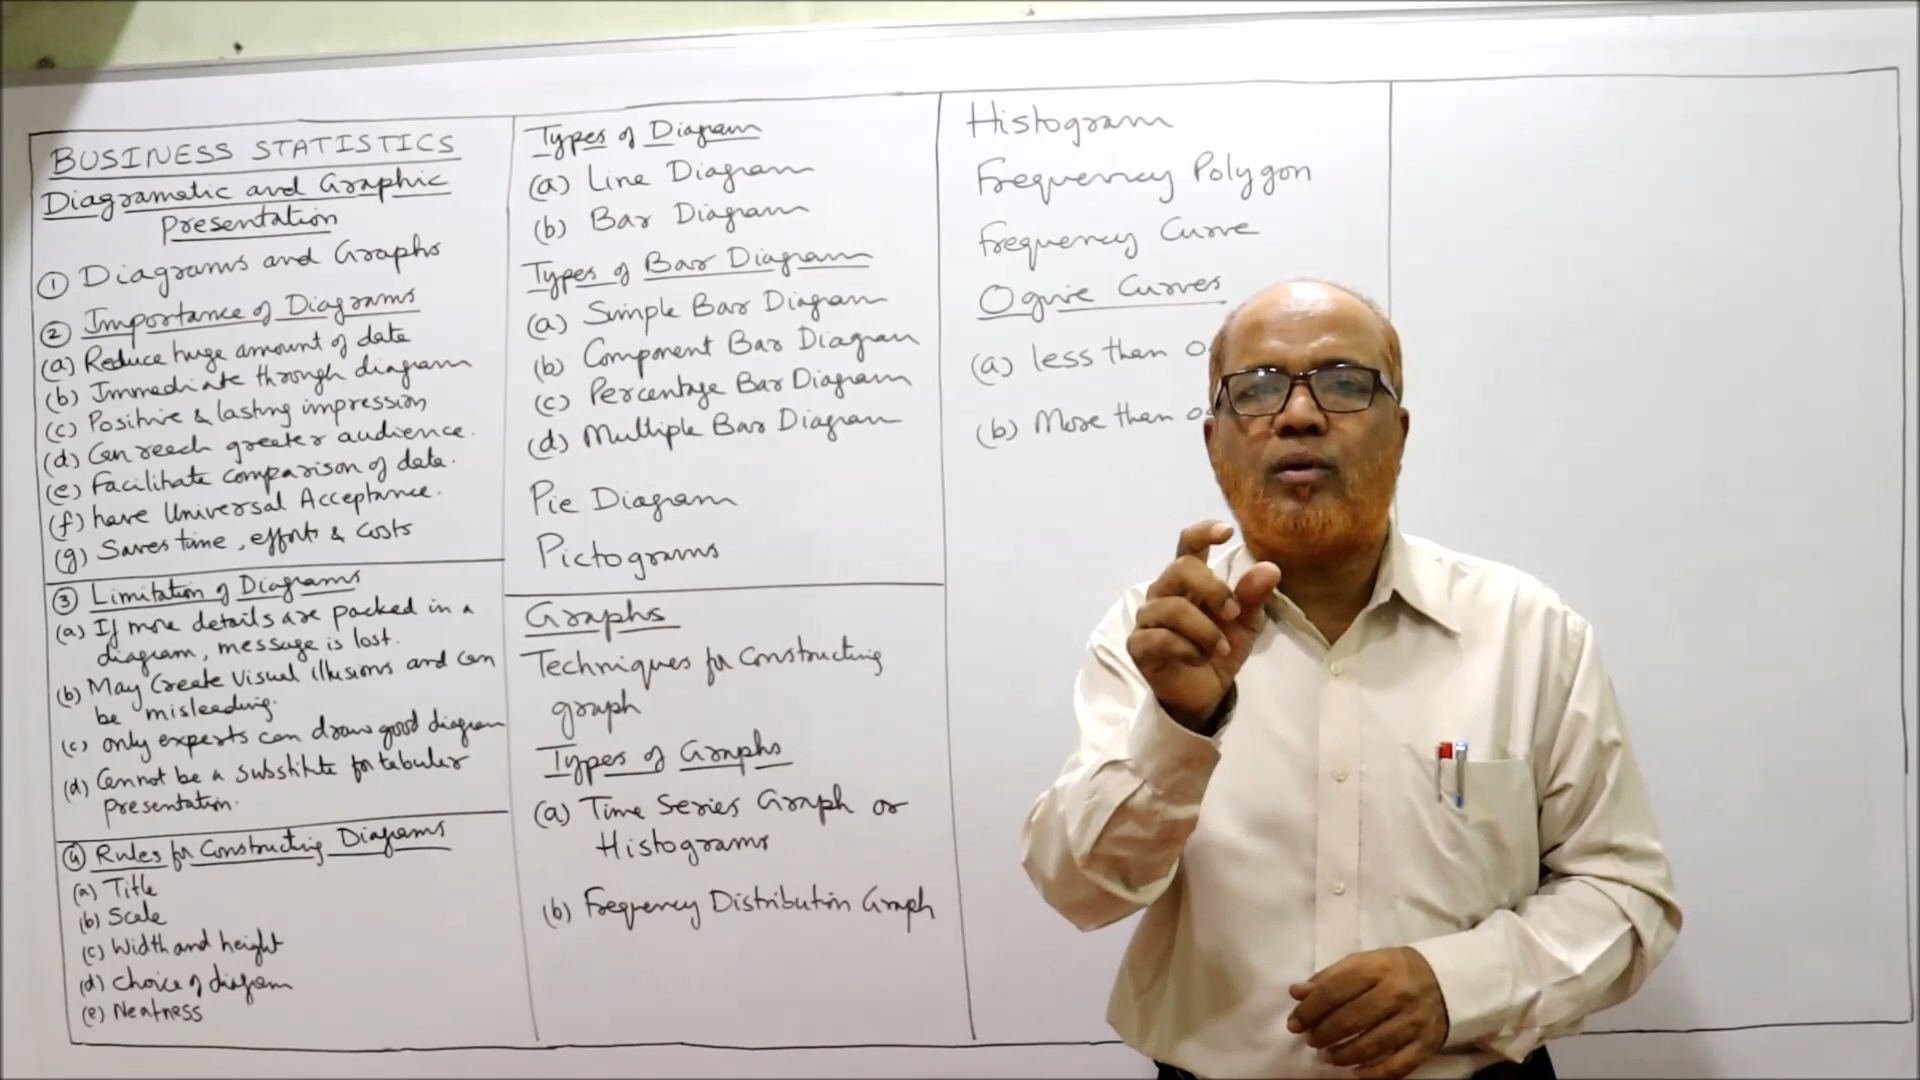 BUSINESS STATISTICS
Diagramatic and Graphic
Presentation
① Diagrams and Graphs
② Importance of Diagrams
(a) Reduce huge amount of data
(b) Immediate through diagram
(c) Positive & lasting impression
(d) Can reach greater audience.
(e) Facilitate comparison of data.
(f) have Universal Acceptance.
(g) Saves time, efforts & costs
③ Limitation of Diagrams
(a) If more details are packed in a
diagram, message is lost.
(b) May Create visual illusions and can
be misleading.
(c) only experts can draw good diagram
(d) Cannot be a substitute for tabular
presentation.
④ Rules for Constructing Diagrams
(a) Title
(b) Scale
(c) Width and height
(d) Choice of diagram
(e) Neatness
Types of Diagram
(a) Line Diagram
(b) Bar Diagram
Types of Bar Diagram
(a) Simple Bar Diagram
(b) Component Bar Diagram
(c) Percentage Bar Diagram
(d) Multiple Bar Diagram
Pie Diagram
Pictograms
Graphs
Techniques for Constructing
graph
Types of Graphs
(a) Time Series Graph or
Histograms
(b) Frequency Distribution Graph
Histogram
Frequency Polygon
Frequency Curve
Ogive Curves
(a) less than
(b) More than